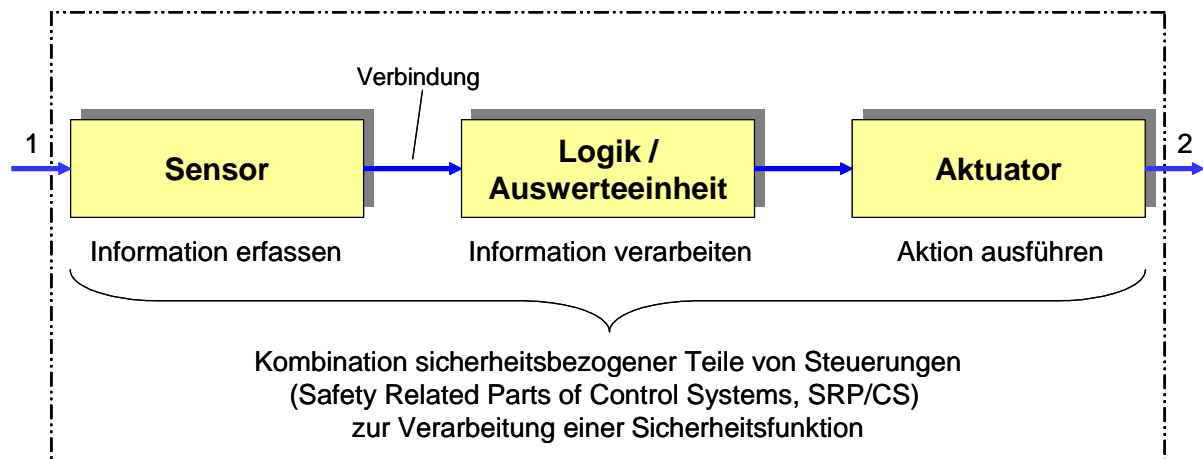 Verbindung
1
2
Sensor
Logik /
Auswerteeinheit
Aktuator
Information erfassen
Information verarbeiten
Aktion ausführen
Kombination sicherheitsbezogener Teile von Steuerungen
(Safety Related Parts of Control Systems, SRP/CS)
zur Verarbeitung einer Sicherheitsfunktion